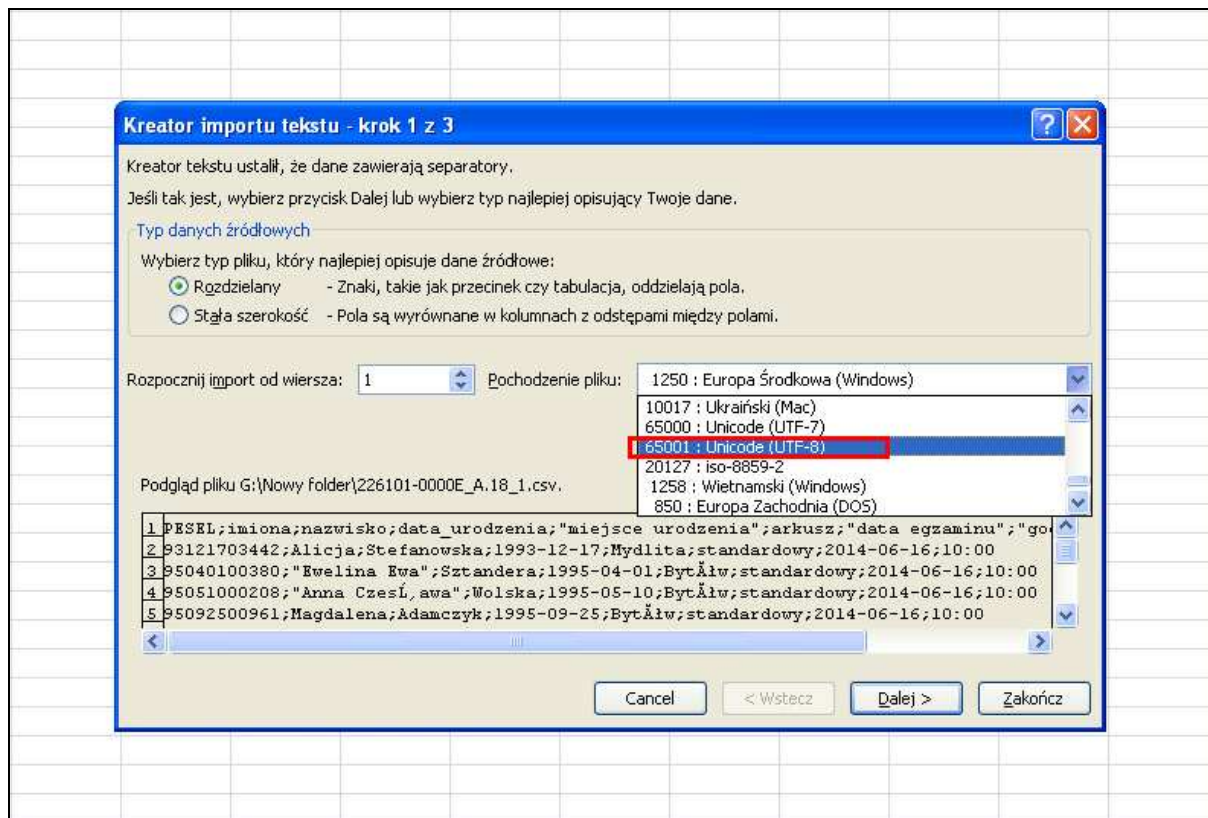 Kreator importu tekstu - krok 1 z 3
Kreator tekstu ustalił, że dane zawierają separatory.
Jeśli tak jest, wybierz przycisk Dalej lub wybierz typ najlepiej opisujący Twoje dane.
Typ danych źródłowych
Wybierz typ pliku, który najlepiej opisuje dane źródłowe:
Rozdzielany - Znaki, takie jak przecinek czy tabulacja, oddzielają pola.
Stała szerokość - Pola są wyrównane w kolumnach z odstępami między polami.
Rozpocznij import od wiersza: 1 Pochodzenie pliku: 1250 : Europa Środkowa (Windows)
10017 : Ukraiński (Mac)
65000 : Unicode (UTF-7)
65001 : Unicode (UTF-8)
20127 : iso-8859-2
1258 : Wietnamski (Windows)
850 : Europa Zachodnia (DOS)
Podgląd pliku G:\Nowy folder\226101-0000E_A.18_1.csv.
1 PESEL;imiona;nazwisko;data_urodzenia;"miejsce urodzenia";arkusz;"data egzaminu";"go
2 93121703442;Alicja;Stefanowska;1993-12-17;Mydlita;standardowy;2014-06-16;10:00
3 95040100380;"Ewelina Ewa";Sztandera;1995-04-01;BytĂłw;standardowy;2014-06-16;10:00
4 95051000208;"Anna CzesĹ‚awa";Wolska;1995-05-10;BytĂłw;standardowy;2014-06-16;10:00
5 95092500961;Magdalena;Adamczyk;1995-09-25;BytĂłw;standardowy;2014-06-16;10:00
Cancel < Wstecz Dalej > Zakończ